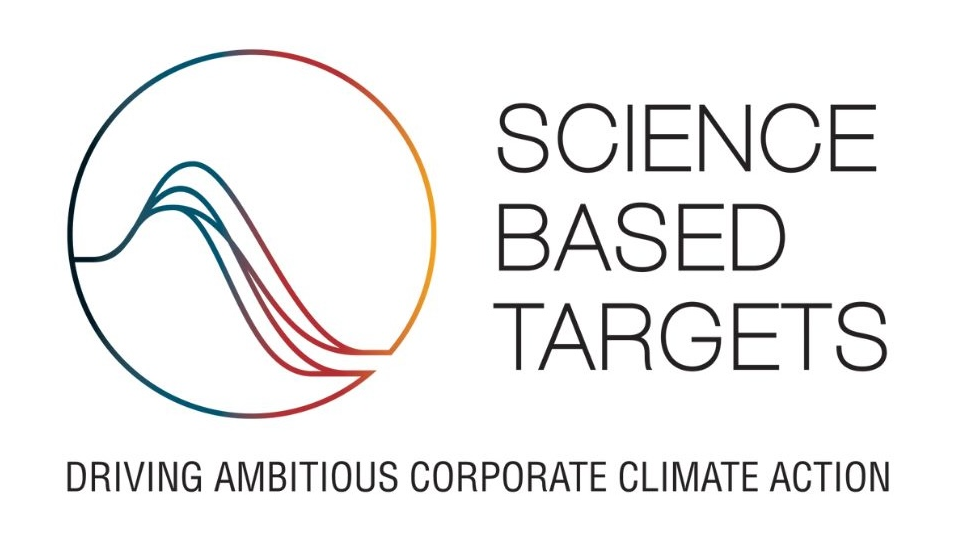 SCIENCE
BASED
TARGETS
DRIVING AMBITIOUS CORPORATE CLIMATE ACTION